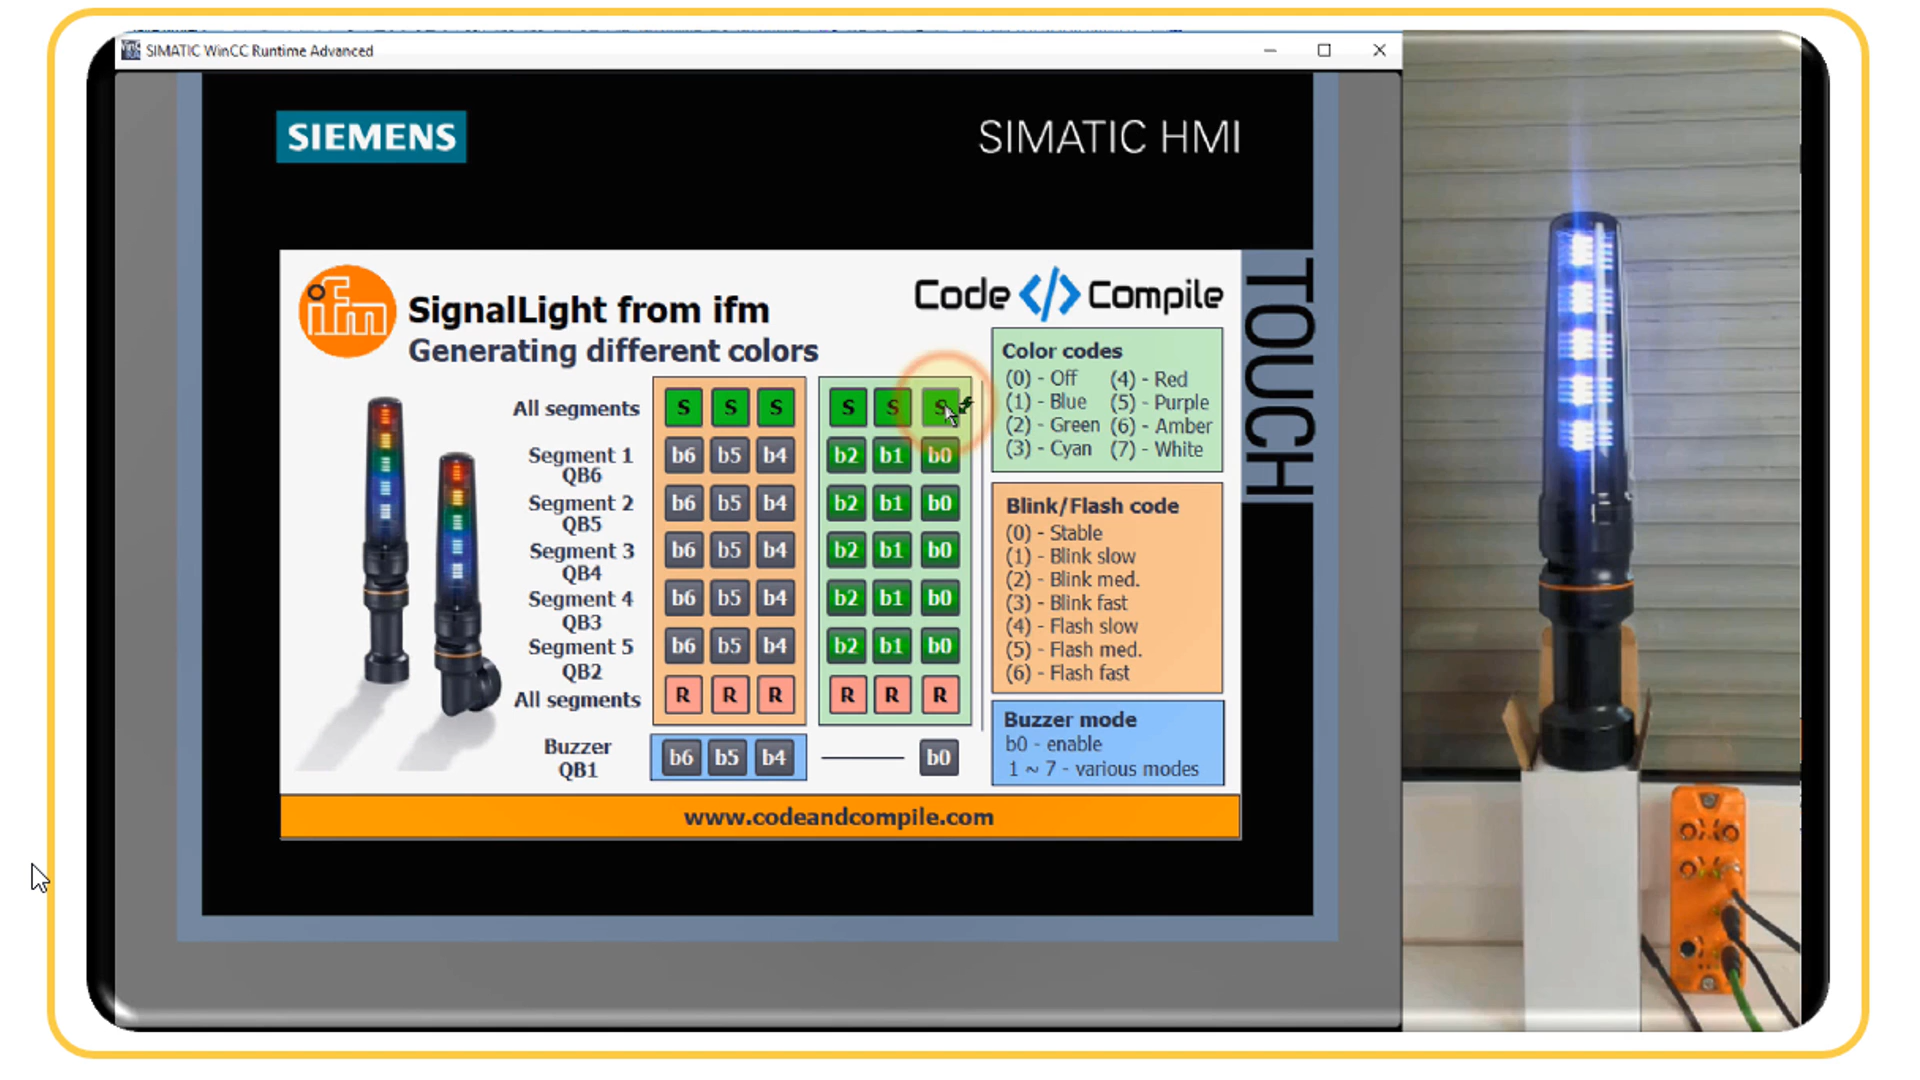 SIMATIC WinCC Runtime Advanced
SIEMENS
SIMATIC HMI
TOUCH
ifm
SignalLight from ifm
Generating different colors
Code </> Compile
All segments S S S S S S
Segment 1 QB6 b6 b5 b4 b2 b1 b0
Segment 2 QB5 b6 b5 b4 b2 b1 b0
Segment 3 QB4 b6 b5 b4 b2 b1 b0
Segment 4 QB3 b6 b5 b4 b2 b1 b0
Segment 5 QB2 b6 b5 b4 b2 b1 b0
All segments R R R R R R
Buzzer QB1 b6 b5 b4 b0
Color codes
(0) - Off (4) - Red
(1) - Blue (5) - Purple
(2) - Green (6) - Amber
(3) - Cyan (7) - White
Blink/Flash code
(0) - Stable
(1) - Blink slow
(2) - Blink med.
(3) - Blink fast
(4) - Flash slow
(5) - Flash med.
(6) - Flash fast
Buzzer mode
b0 - enable
1 ~ 7 - various modes
www.codeandcompile.com